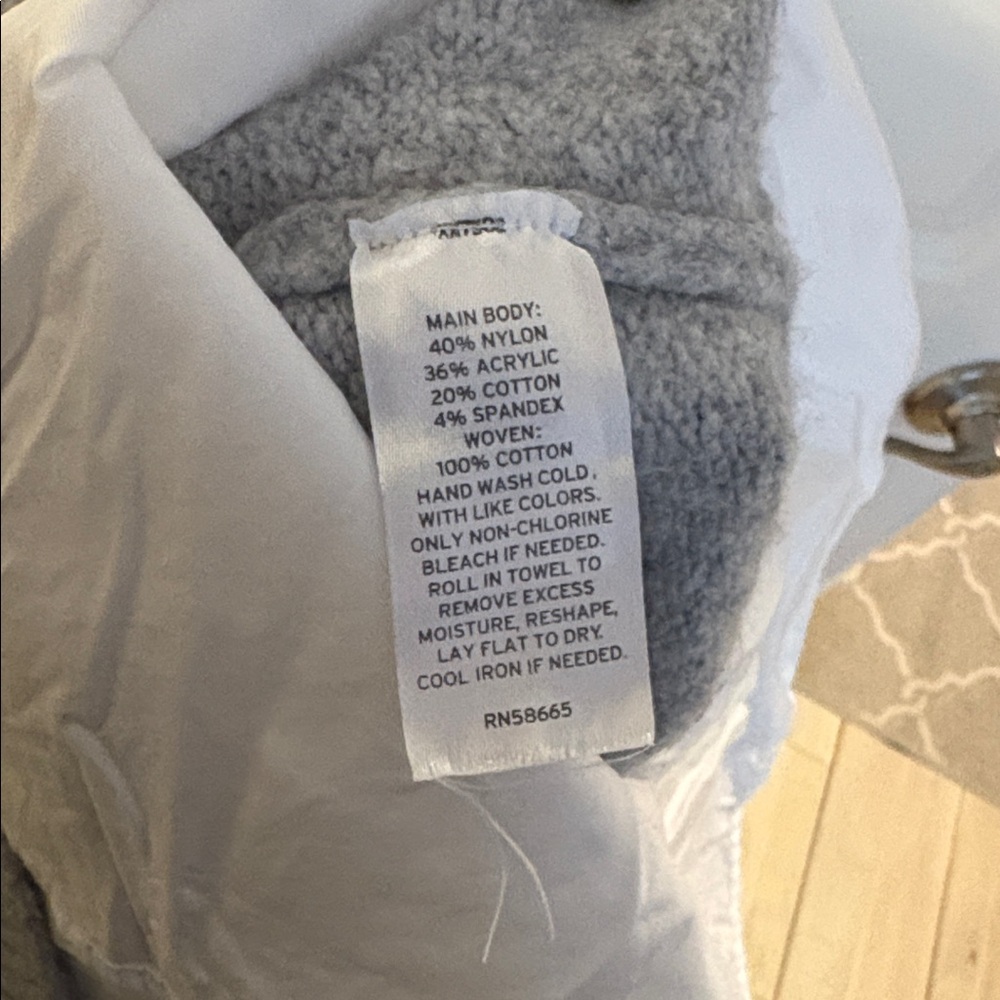 MAIN BODY:
40% NYLON
36% ACRYLIC
20% COTTON
4% SPANDEX
WOVEN:
100% COTTON
HAND WASH COLD,
WITH LIKE COLORS.
ONLY NON-CHLORINE
BLEACH IF NEEDED.
ROLL IN TOWEL TO
REMOVE EXCESS
MOISTURE, RESHAPE,
LAY FLAT TO DRY.
COOL IRON IF NEEDED.
RN58665